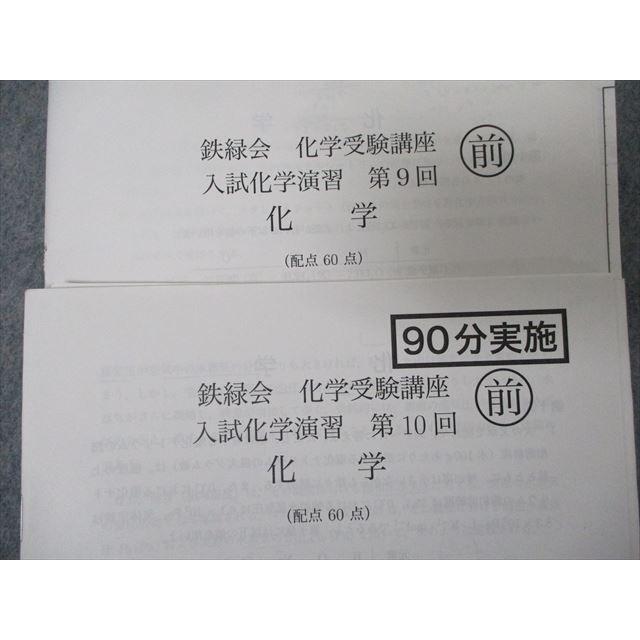 鉄緑会 化学受験講座 前
入試化学演習 第9回
化 学
(配点 60 点)
90分実施
鉄緑会 化学受験講座 前
入試化学演習 第10回
化 学
(配点 60 点)